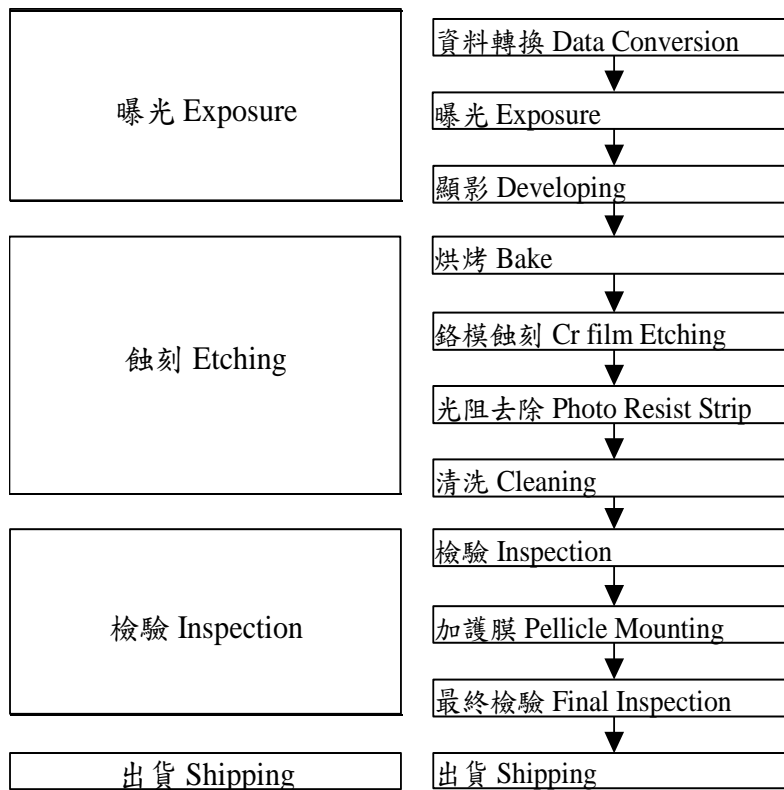 曝光 Exposure
蝕刻 Etching
檢驗 Inspection
出貨 Shipping
資料轉換 Data Conversion
曝光 Exposure
顯影 Developing
烘烤 Bake
鉻模蝕刻 Cr film Etching
光阻去除 Photo Resist Strip
清洗 Cleaning
檢驗 Inspection
加護膜 Pellicle Mounting
最終檢驗 Final Inspection
出貨 Shipping